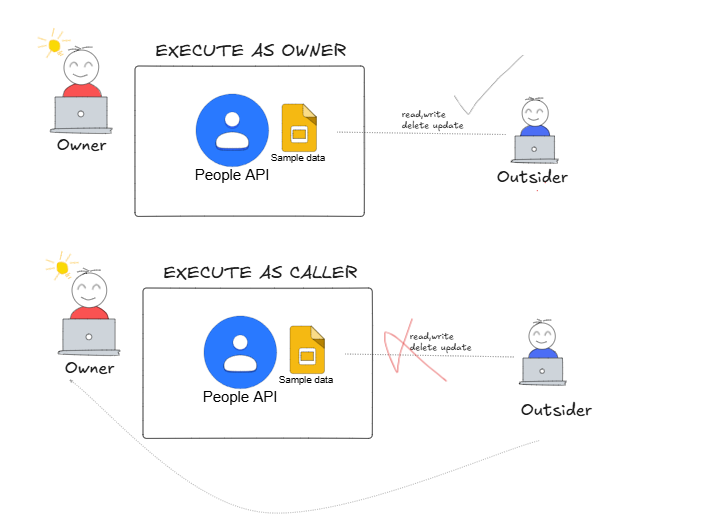 EXECUTE AS OWNER
read,write
delete update
Sample data
Owner
People API
Outsider
EXECUTE AS CALLER
read,write
delete update
Sample data
Owner
People API
Outsider